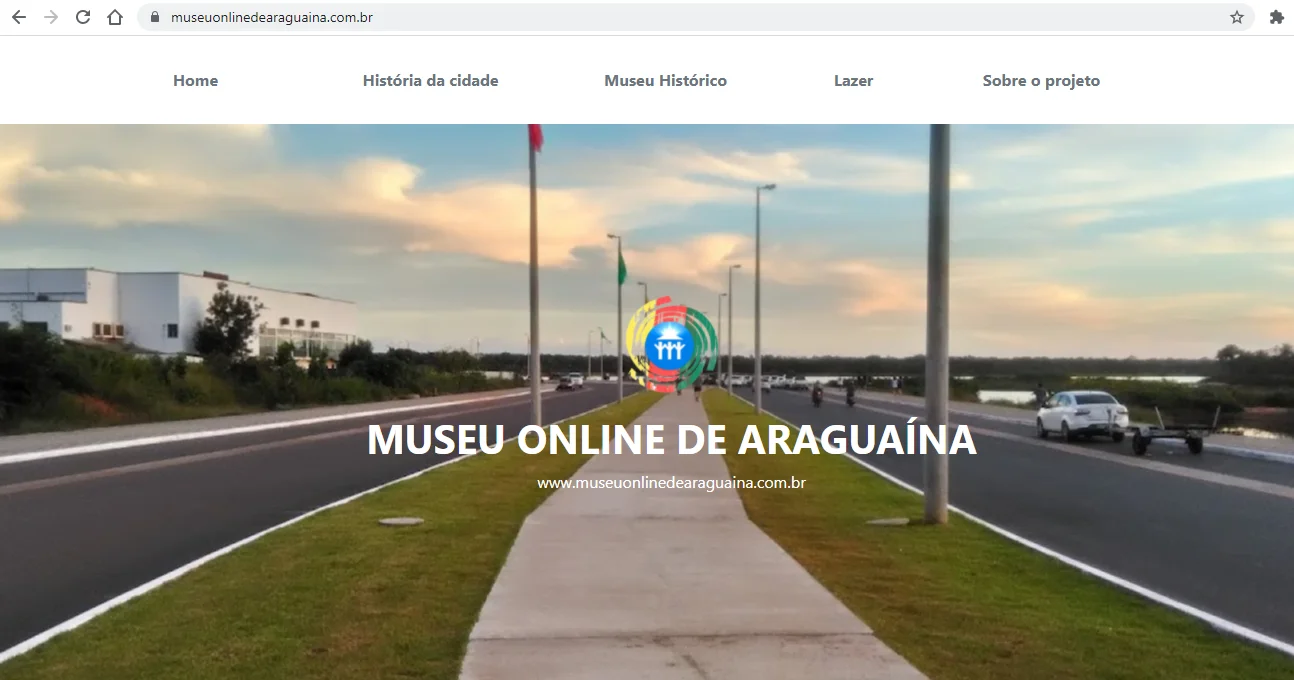 museuonlinedearaguaina.com.br
Home História da cidade Museu Histórico Lazer Sobre o projeto
MUSEU ONLINE DE ARAGUAÍNA
www.museuonlinedearaguaina.com.br